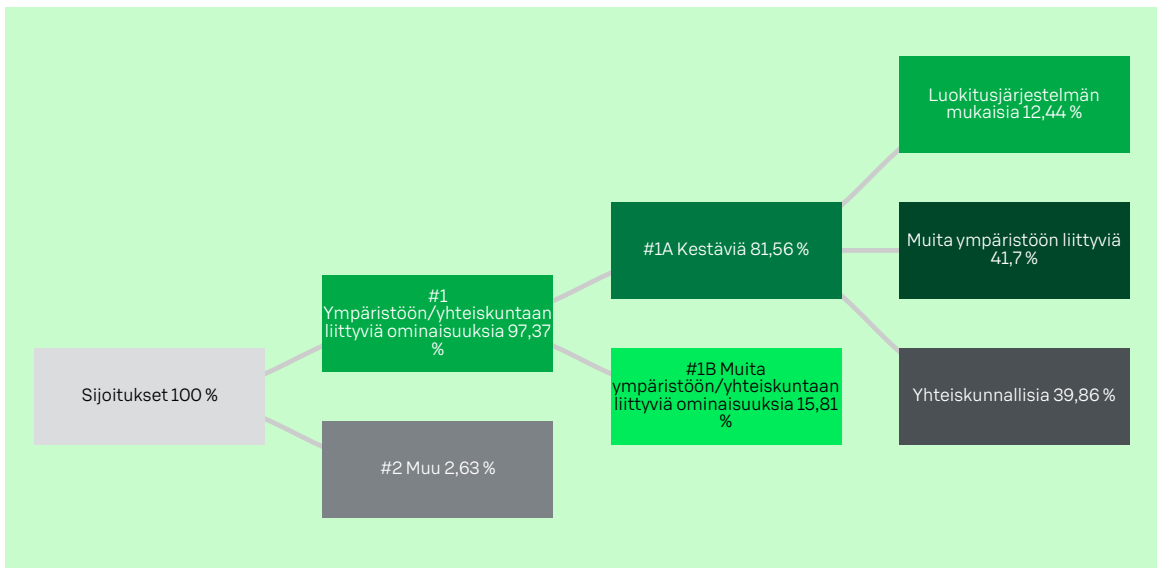 Sijoitukset 100 %
#1
Ympäristöön/yhteiskuntaan
liittyviä ominaisuuksia 97,37
%
#2 Muu 2,63 %
#1A Kestäviä 81,56 %
#1B Muita
ympäristöön/yhteiskuntaan
liittyviä ominaisuuksia 15,81
%
Luokitusjärjestelmän
mukaisia 12,44 %
Muita ympäristöön liittyviä
41,7 %
Yhteiskunnallisia 39,86 %